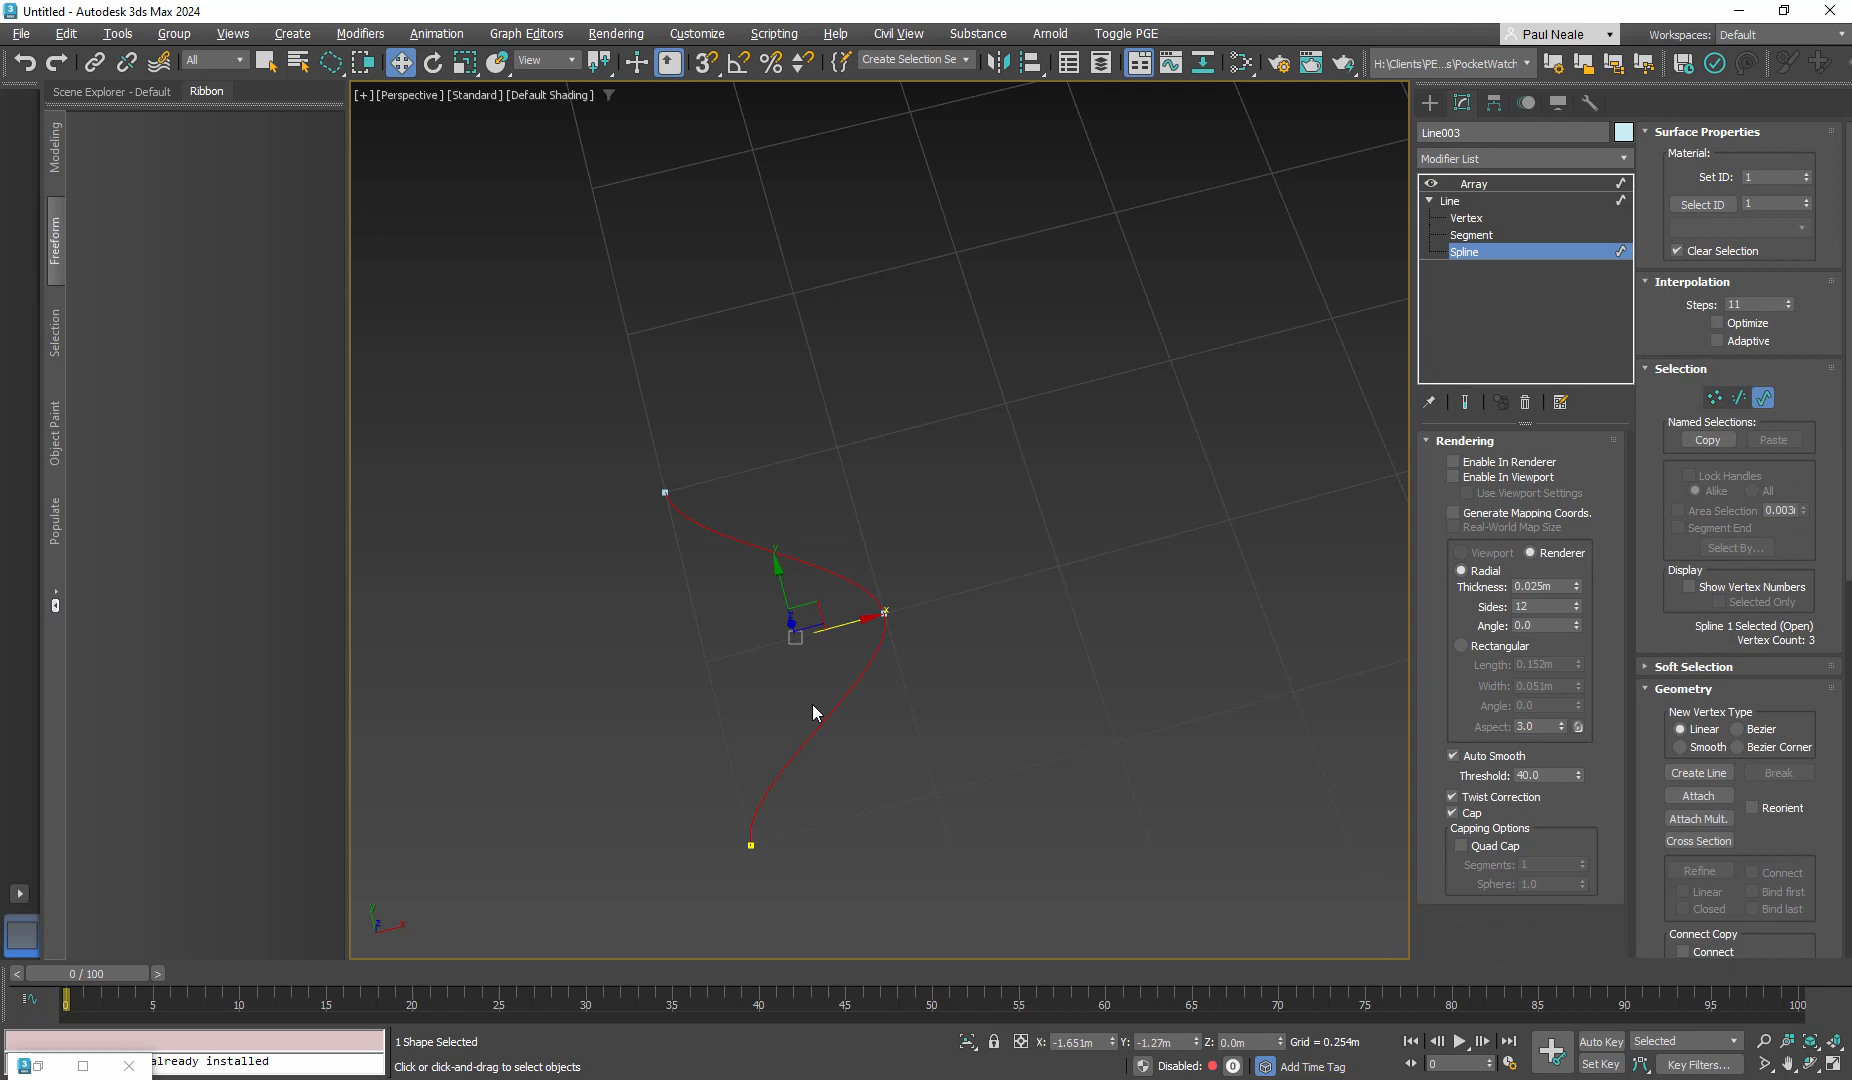 Untitled - Autodesk 3ds Max 2024
File Edit Tools Group Views Create Modifiers Animation Graph Editors Rendering Customize Scripting Help Civil View Substance Arnold Toggle PGE
Paul Neale
Workspaces: Default
All
View
Create Selection Se
H:\Clients\PE...s\PocketWatch
Scene Explorer - Default
Ribbon
Modeling
Freeform
Selection
Object Paint
Populate
[+] [Perspective] [Standard] [Default Shading]
Line003
Modifier List
Array
Line
Vertex
Segment
Spline
Rendering
Enable In Renderer
Enable In Viewport
Use Viewport Settings
Generate Mapping Coords.
Real-World Map Size
Viewport Renderer
Radial
Thickness: 0.025m
Sides: 12
Angle: 0.0
Rectangular
Length: 0.152m
Width: 0.051m
Angle: 0.0
Aspect: 3.0
Auto Smooth
Threshold: 40.0
Twist Correction
Cap
Capping Options
Quad Cap
Segments: 1
Sphere: 1.0
Surface Properties
Material:
Set ID: 1
Select ID 1
Clear Selection
Interpolation
Steps: 11
Optimize
Adaptive
Selection
Named Selections:
Copy Paste
Lock Handles
Alike All
Area Selection 0.003
Segment End
Select By...
Display
Show Vertex Numbers
Selected Only
Spline 1 Selected (Open)
Vertex Count: 3
Soft Selection
Geometry
New Vertex Type
Linear Bezier
Smooth Bezier Corner
Create Line Break
Attach
Reorient
Attach Mult.
Cross Section
Refine Connect
Linear Bind first
Closed Bind last
Connect Copy
Connect
y
x
z
y
x
z
< 0 / 100 >
0 5 10 15 20 25 30 35 40 45 50 55 60 65 70 75 80 85 90 95 100
already installed
1 Shape Selected
Click or click-and-drag to select objects
X: -1.651m Y: -1.27m Z: 0.0m Grid = 0.254m
Disabled: 0 Add Time Tag
0
Auto Key Selected
Set Key Key Filters...